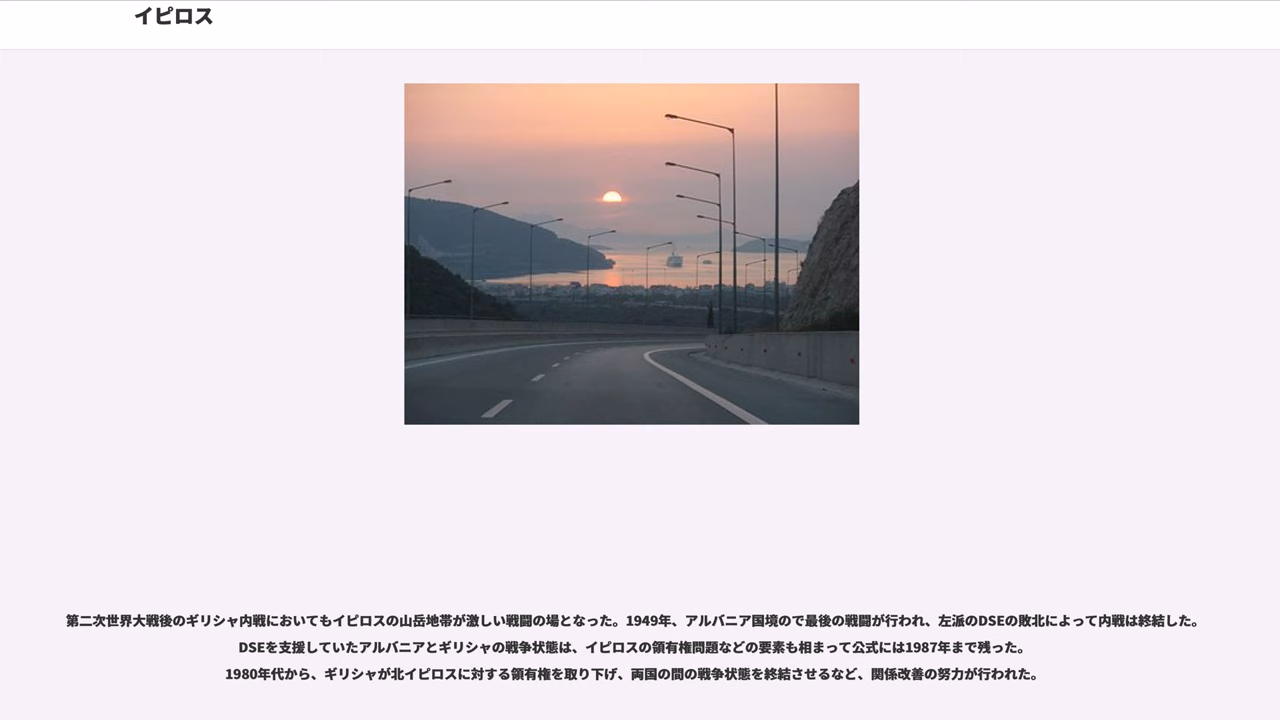 イピロス
第二次世界大戦後のギリシャ内戦においてもイピロスの山岳地帯が激しい戦闘の場となった。1949年、アルバニア国境ので最後の戦闘が行われ、左派のDSEの敗北によって内戦は終結した。
DSEを支援していたアルバニアとギリシャの戦争状態は、イピロスの領有権問題などの要素も相まって公式には1987年まで残った。
1980年代から、ギリシャが北イピロスに対する領有権を取り下げ、両国の間の戦争状態を終結させるなど、関係改善の努力が行われた。